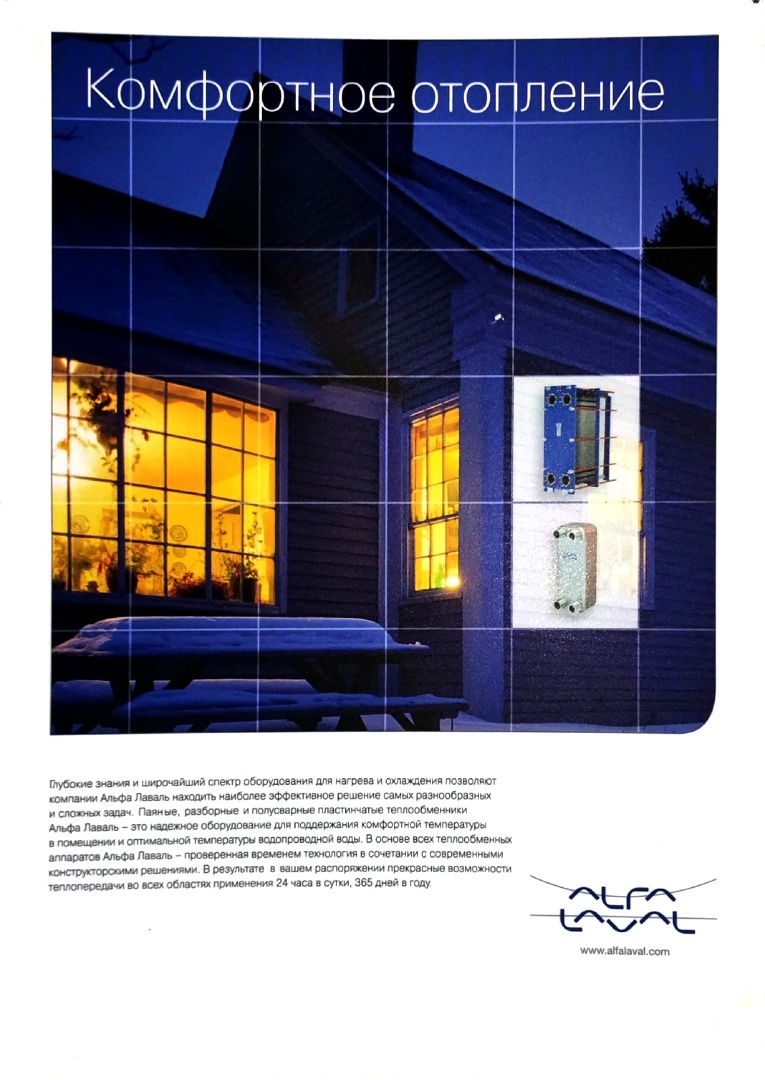 Комфортное отопление
Глубокие знания и широчайший спектр оборудования для нагрева и охлаждения позволяют
компании Альфа Лаваль находить наиболее эффективное решение самых разнообразных
и сложных задач. Паяные, разборные и полусварные пластинчатые теплообменники
Альфа Лаваль – это надежное оборудование для поддержания комфортной температуры
в помещении и оптимальной температуры водопроводной воды. В основе всех теплообменных
аппаратов Альфа Лаваль – проверенная временем технология в сочетании с современными
конструкторскими решениями. В результате в вашем распоряжении прекрасные возможности
теплопередачи во всех областях применения 24 часа в сутки, 365 дней в году.
ALFA
LAVAL
www.alfalaval.com